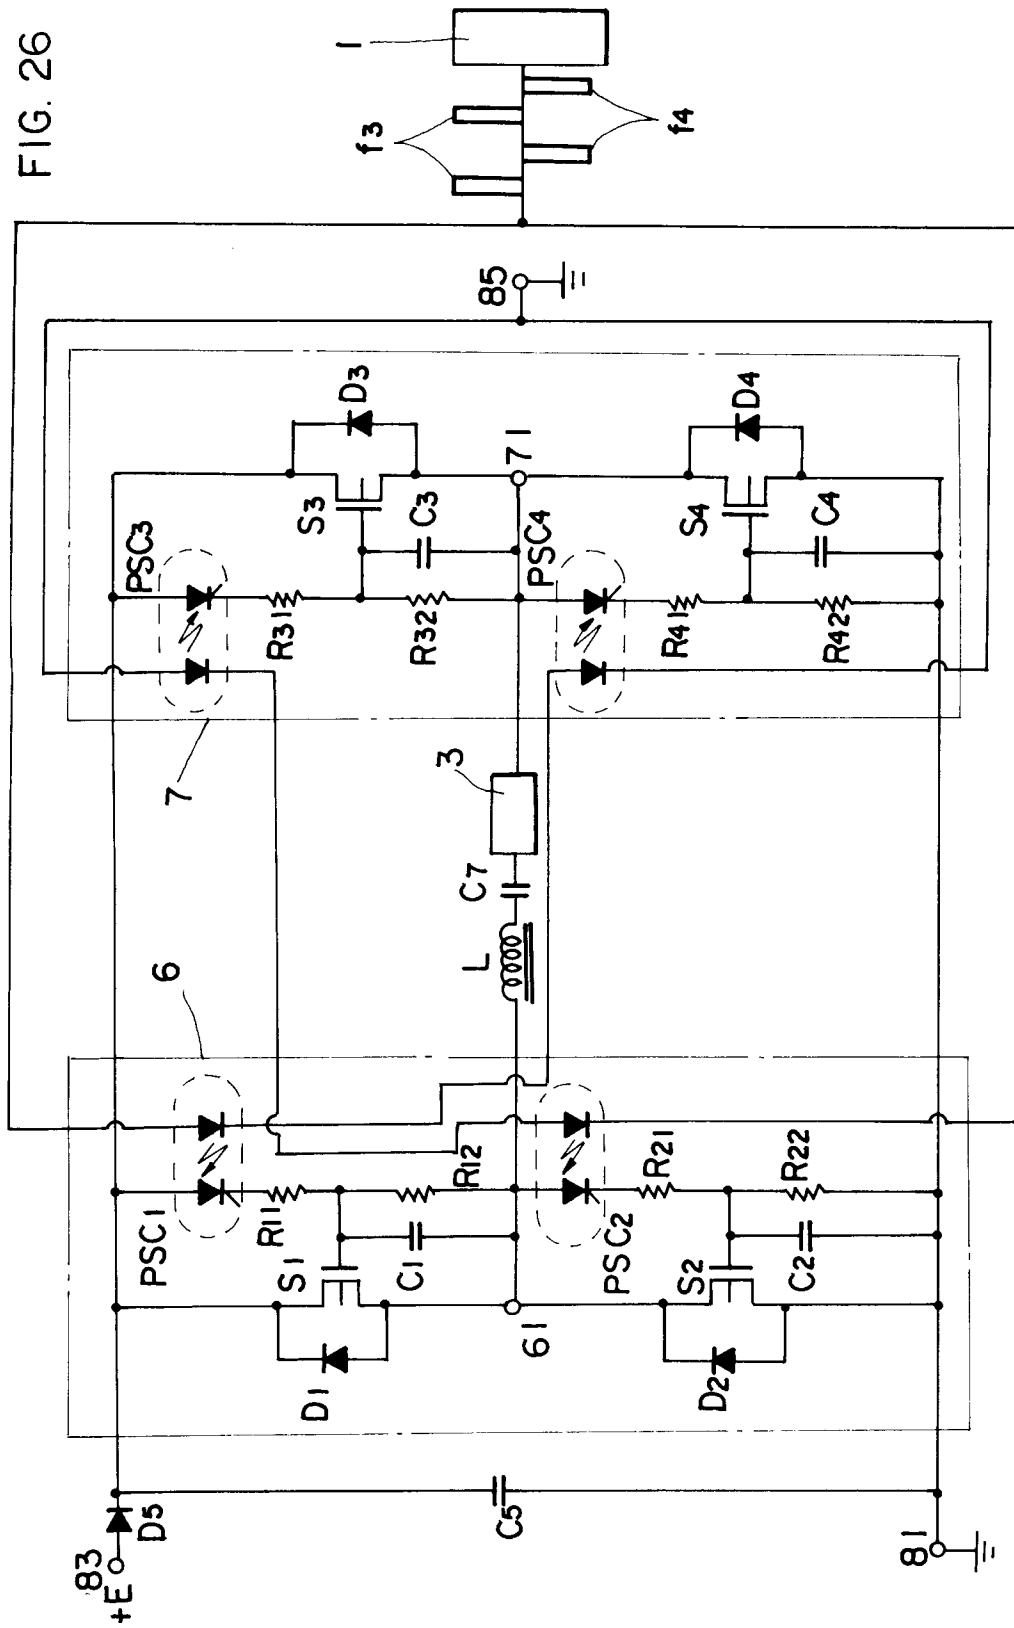 FIG. 26
1
f3
f4
85
7
PSC3
R31
R32
S3
C3
D3
71
PSC4
R41
R42
S4
C4
D4
3
C7
L
6
PSC1
R11
R12
S1
C1
D1
61
PSC2
R21
R22
S2
C2
D2
83
+E
D5
C5
81